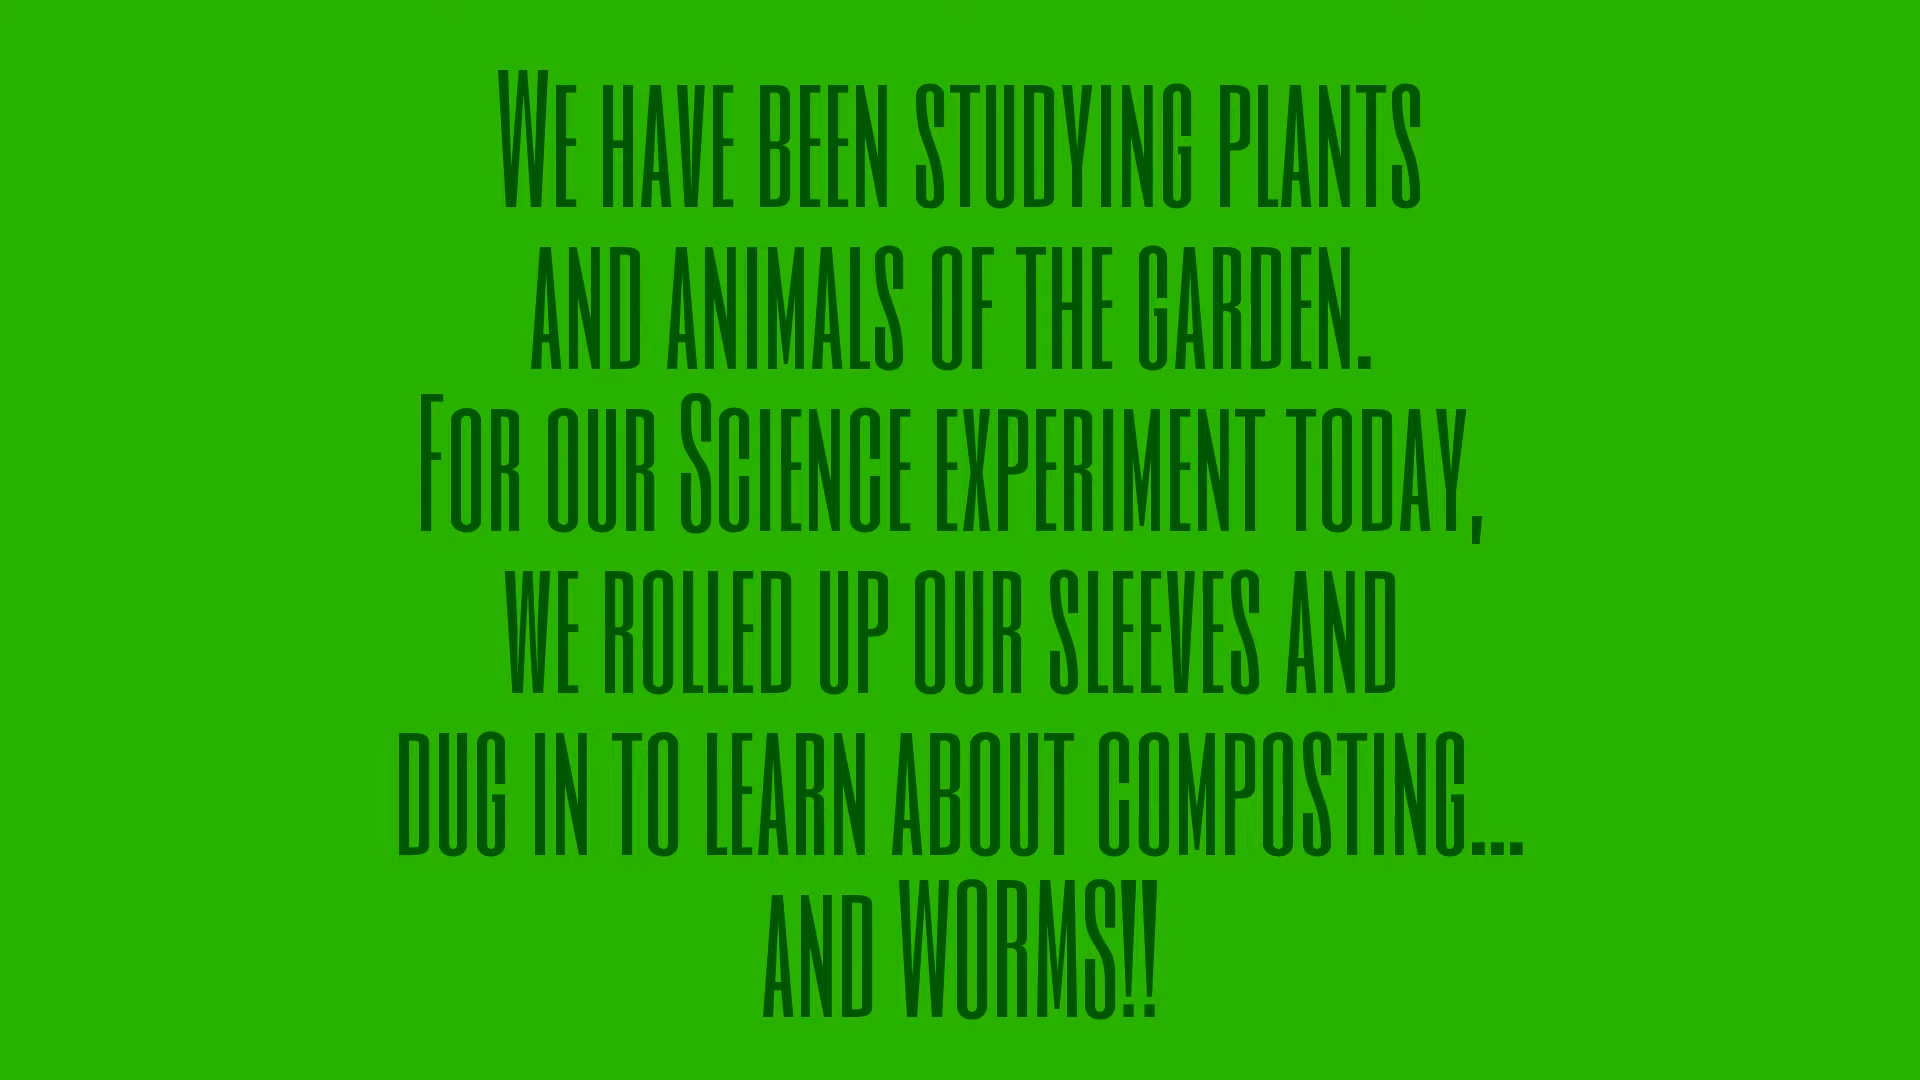 We have been studying plants
and animals of the garden.
For our Science experiment today,
we rolled up our sleeves and
dug in to learn about composting...
and WORMS!!